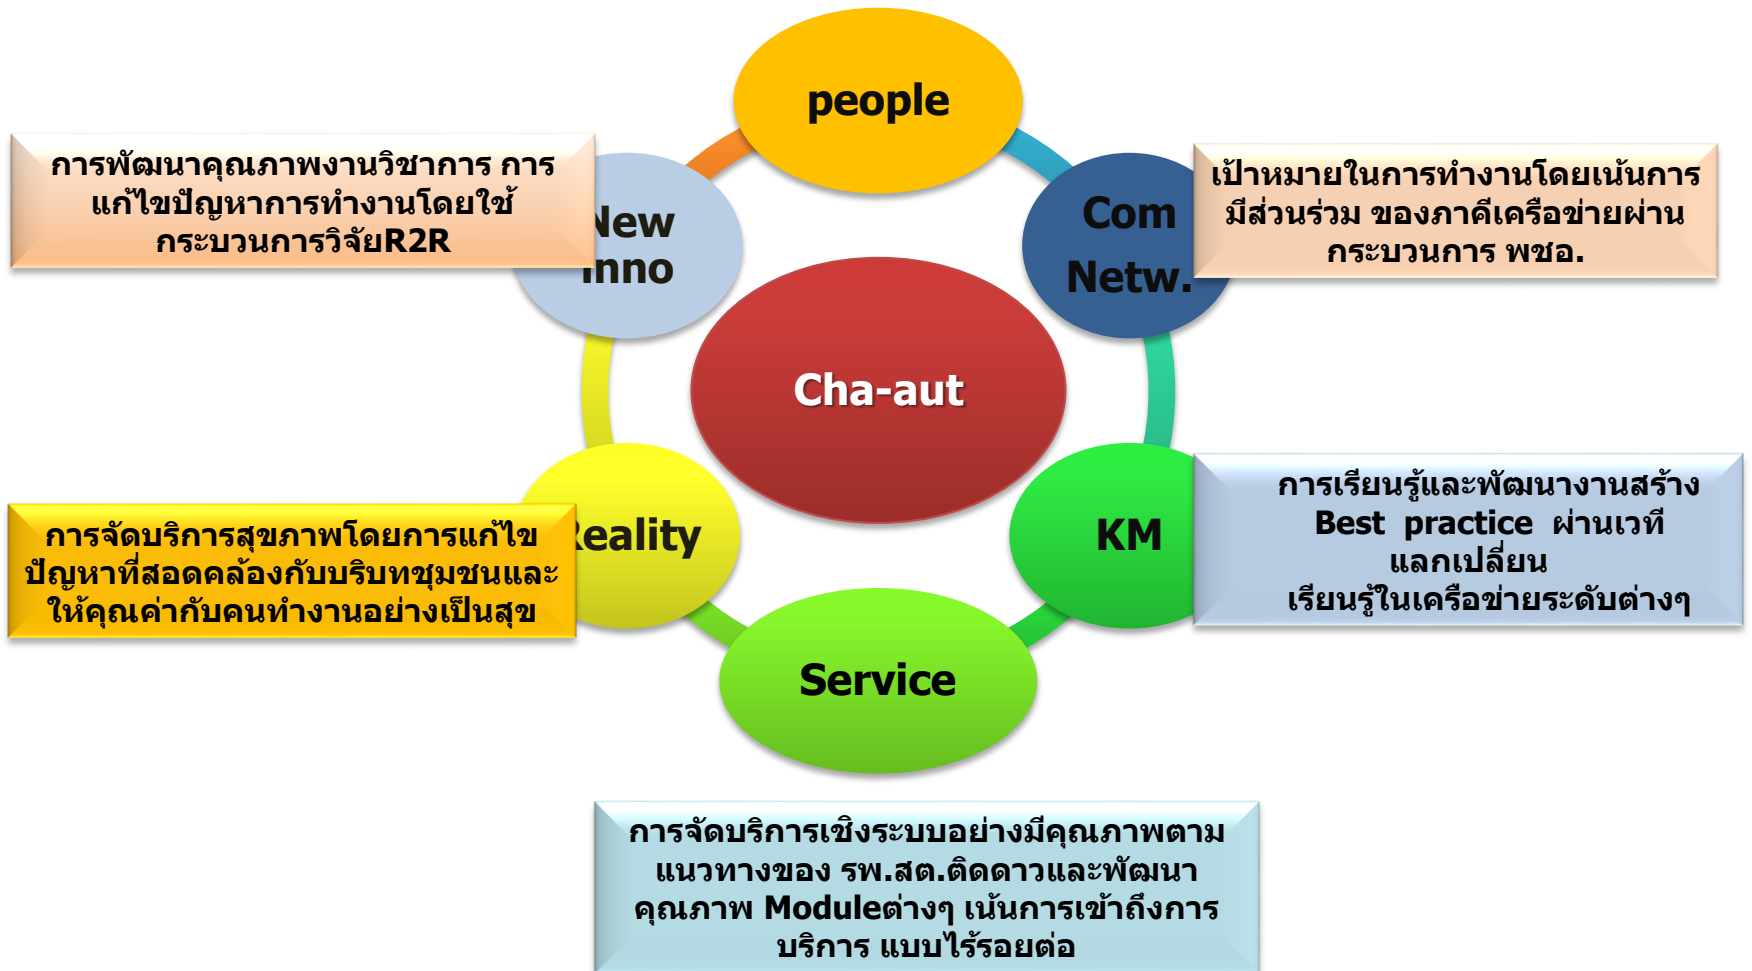 people
การพัฒนาคุณภาพงานวิชาการ การ
แก้ไขปัญหาการทำงานโดยใช้
กระบวนการวิจัยR2R
New
inno
Com
Netw.
เป้าหมายในการทำงานโดยเน้นการ
มีส่วนร่วม ของภาคีเครือข่ายผ่าน
กระบวนการ พชอ.
Cha-aut
การจัดบริการสุขภาพโดยการแก้ไข
ปัญหาที่สอดคล้องกับบริบทชุมชนและ
ให้คุณค่ากับคนทำงานอย่างเป็นสุข
Reality
KM
การเรียนรู้และพัฒนางานสร้าง
Best practice ผ่านเวที
แลกเปลี่ยน
เรียนรู้ในเครือข่ายระดับต่างๆ
Service
การจัดบริการเชิงระบบอย่างมีคุณภาพตาม
แนวทางของ รพ.สต.ติดดาวและพัฒนา
คุณภาพ Moduleต่างๆ เน้นการเข้าถึงการ
บริการ แบบไร้รอยต่อ